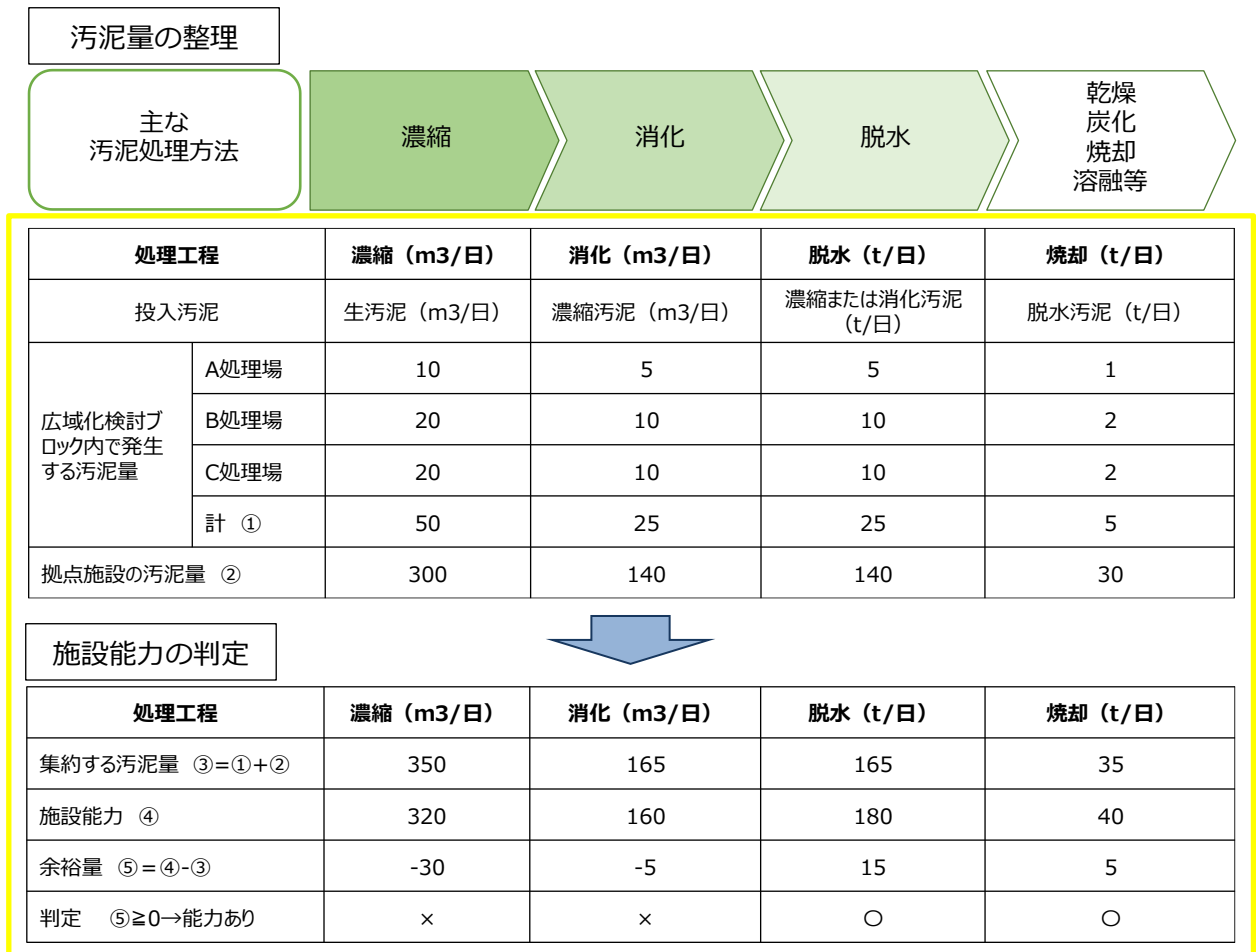 汚泥量の整理
主な
汚泥処理方法
濃縮
消化
脱水
乾燥
炭化
焼却
溶融等
処理工程 濃縮（m3/日） 消化（m3/日） 脱水（t/日） 焼却（t/日）
投入汚泥 生汚泥（m3/日） 濃縮汚泥（m3/日） 濃縮または消化汚泥
（t/日） 脱水汚泥（t/日）
広域化検討ブ
ロック内で発生
する汚泥量
A処理場 10 5 5 1
B処理場 20 10 10 2
C処理場 20 10 10 2
計 ① 50 25 25 5
拠点施設の汚泥量 ② 300 140 140 30
施設能力の判定
処理工程 濃縮（m3/日） 消化（m3/日） 脱水（t/日） 焼却（t/日）
集約する汚泥量 ③=①+② 350 165 165 35
施設能力 ④ 320 160 180 40
余裕量 ⑤=④-③ -30 -5 15 5
判定 ⑤≧0→能力あり × × 〇 〇